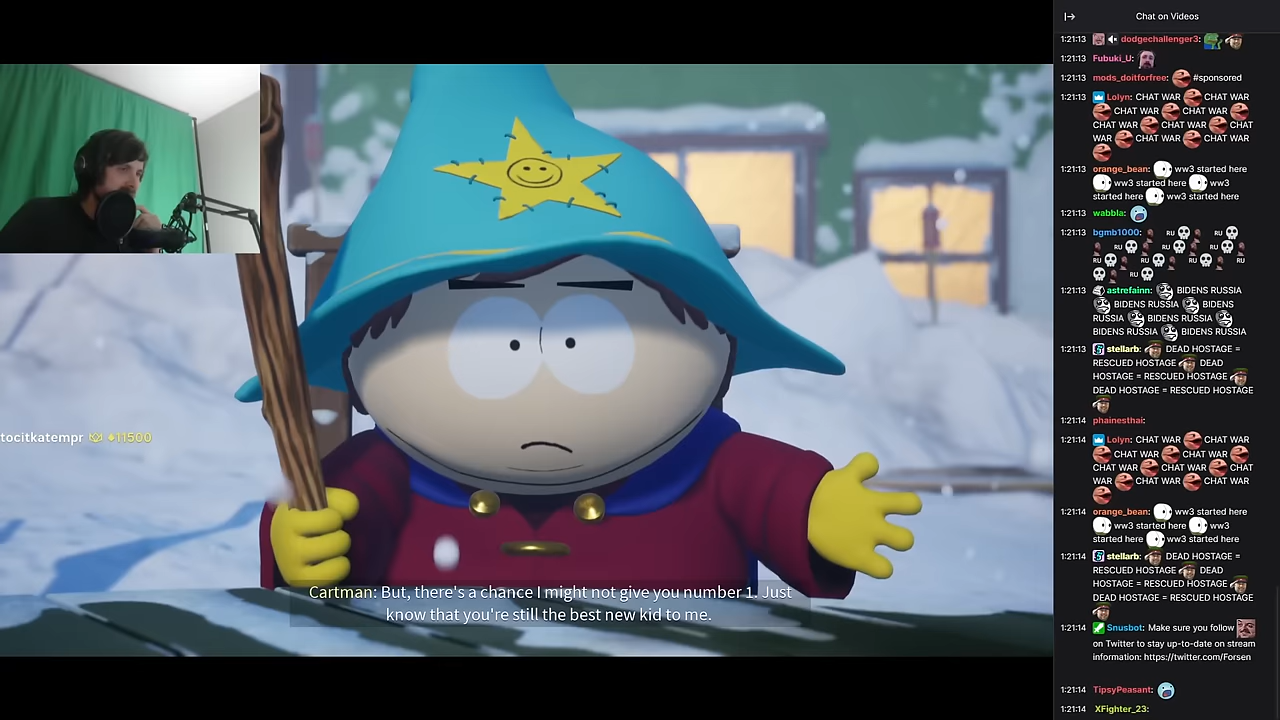 tocitkatempr 11500
Cartman: But, there's a chance I might not give you number 1. Just
know that you're still the best new kid to me.
Chat on Videos
1:21:13 dodgechallenger3:
1:21:13 Fubuki_U:
1:21:13 mods_doitforfree: #sponsored
1:21:13 Lolyn: CHAT WAR CHAT WAR
CHAT WAR CHAT WAR
CHAT WAR CHAT WAR CHAT
WAR CHAT WAR CHAT WAR
1:21:13 orange_bean: ww3 started here
ww3 started here ww3
started here ww3 started here
1:21:13 wabbla:
1:21:13 bgmb1000: RU RU
RU RU RU
RU RU RU RU
RU
1:21:13 astrefainn: BIDENS RUSSIA
BIDENS RUSSIA BIDENS
RUSSIA BIDENS RUSSIA
BIDENS RUSSIA BIDENS RUSSIA
1:21:13 stellarb: DEAD HOSTAGE =
RESCUED HOSTAGE DEAD
HOSTAGE = RESCUED HOSTAGE
DEAD HOSTAGE = RESCUED HOSTAGE
1:21:14 phainesthai:
1:21:14 Lolyn: CHAT WAR CHAT WAR
CHAT WAR CHAT WAR
CHAT WAR CHAT WAR CHAT
WAR CHAT WAR CHAT WAR
1:21:14 orange_bean: ww3 started here
ww3 started here ww3
started here ww3 started here
1:21:14 stellarb: DEAD HOSTAGE =
RESCUED HOSTAGE DEAD
HOSTAGE = RESCUED HOSTAGE
DEAD HOSTAGE = RESCUED HOSTAGE
1:21:14 Snusbot: Make sure you follow
on Twitter to stay up-to-date on stream
information: https://twitter.com/Forsen
1:21:14 TipsyPeasant:
1:21:14 XFighter_23: